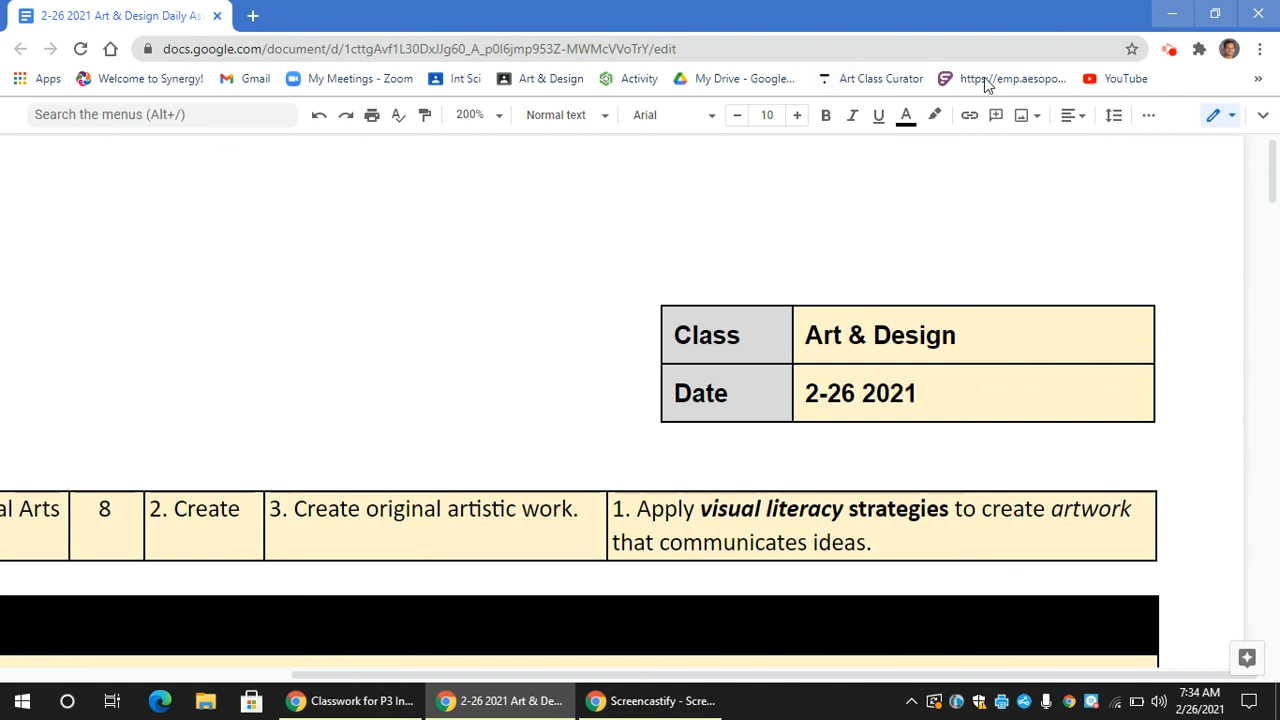 2-26 2021 Art & Design Daily Ass
docs.google.com/document/d/1cttgAvf1L30DxJJg60_A_p0I6jmp953Z-MWMcVVoTrY/edit
Apps Welcome to Synergy! Gmail My Meetings - Zoom Int Sci Art & Design Activity My Drive - Google... Art Class Curator https://emp.aesopo... YouTube »
Search the menus (Alt+/) 200% Normal text Arial 10 B I U A
Class Art & Design
Date 2-26 2021
al Arts 8 2. Create 3. Create original artistic work. 1. Apply visual literacy strategies to create artwork
that communicates ideas.
Classwork for P3 In... 2-26 2021 Art & De... Screencastify - Scre...
7:34 AM
2/26/2021